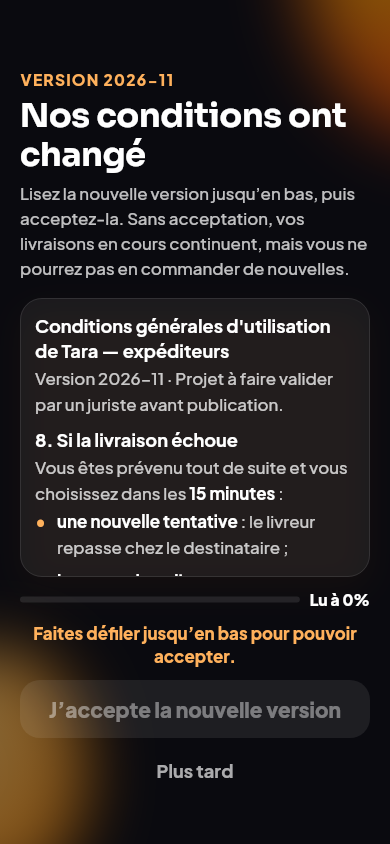 VERSION 2026-11
Nos conditions ont
changé
Lisez la nouvelle version jusqu’en bas, puis
acceptez-la. Sans acceptation, vos
livraisons en cours continuent, mais vous ne
pourrez pas en commander de nouvelles.
Conditions générales d'utilisation
de Tara — expéditeurs
Version 2026-11 · Projet à faire valider
par un juriste avant publication.
8. Si la livraison échoue
Vous êtes prévenu tout de suite et vous
choisissez dans les 15 minutes :
une nouvelle tentative : le livreur
repasse chez le destinataire ;
Lu à 0%
Faites défiler jusqu’en bas pour pouvoir
accepter.
J’accepte la nouvelle version
Plus tard